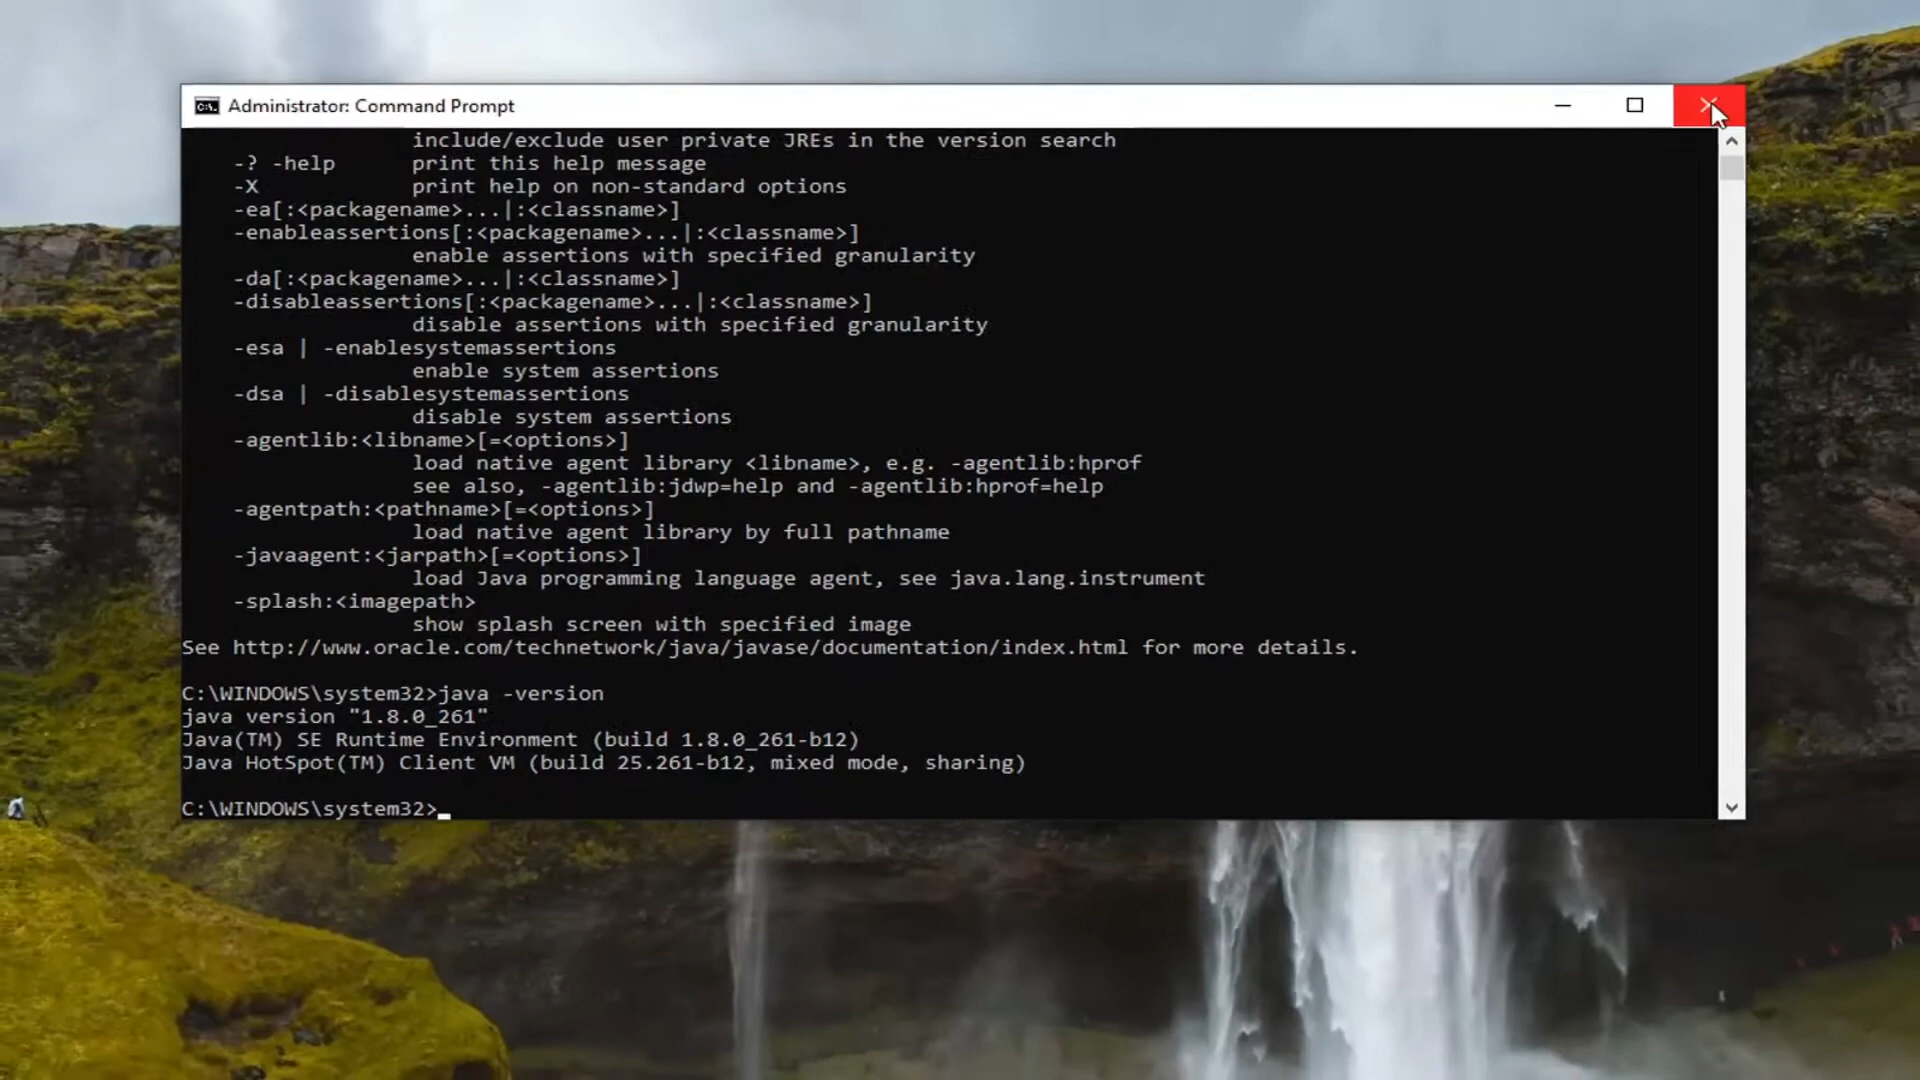 Administrator: Command Prompt
include/exclude user private JREs in the version search
-? -help      print this help message
-X            print help on non-standard options
-ea[:<packagename>...|:<classname>]
-enableassertions[:<packagename>...|:<classname>]
enable assertions with specified granularity
-da[:<packagename>...|:<classname>]
-disableassertions[:<packagename>...|:<classname>]
disable assertions with specified granularity
-esa | -enablesystemassertions
enable system assertions
-dsa | -disablesystemassertions
disable system assertions
-agentlib:<libname>[=<options>]
load native agent library <libname>, e.g. -agentlib:hprof
see also, -agentlib:jdwp=help and -agentlib:hprof=help
-agentpath:<pathname>[=<options>]
load native agent library by full pathname
-javaagent:<jarpath>[=<options>]
load Java programming language agent, see java.lang.instrument
-splash:<imagepath>
show splash screen with specified image
See http://www.oracle.com/technetwork/java/javase/documentation/index.html for more details.
C:\WINDOWS\system32>java -version
java version "1.8.0_261"
Java(TM) SE Runtime Environment (build 1.8.0_261-b12)
Java HotSpot(TM) Client VM (build 25.261-b12, mixed mode, sharing)
C:\WINDOWS\system32>